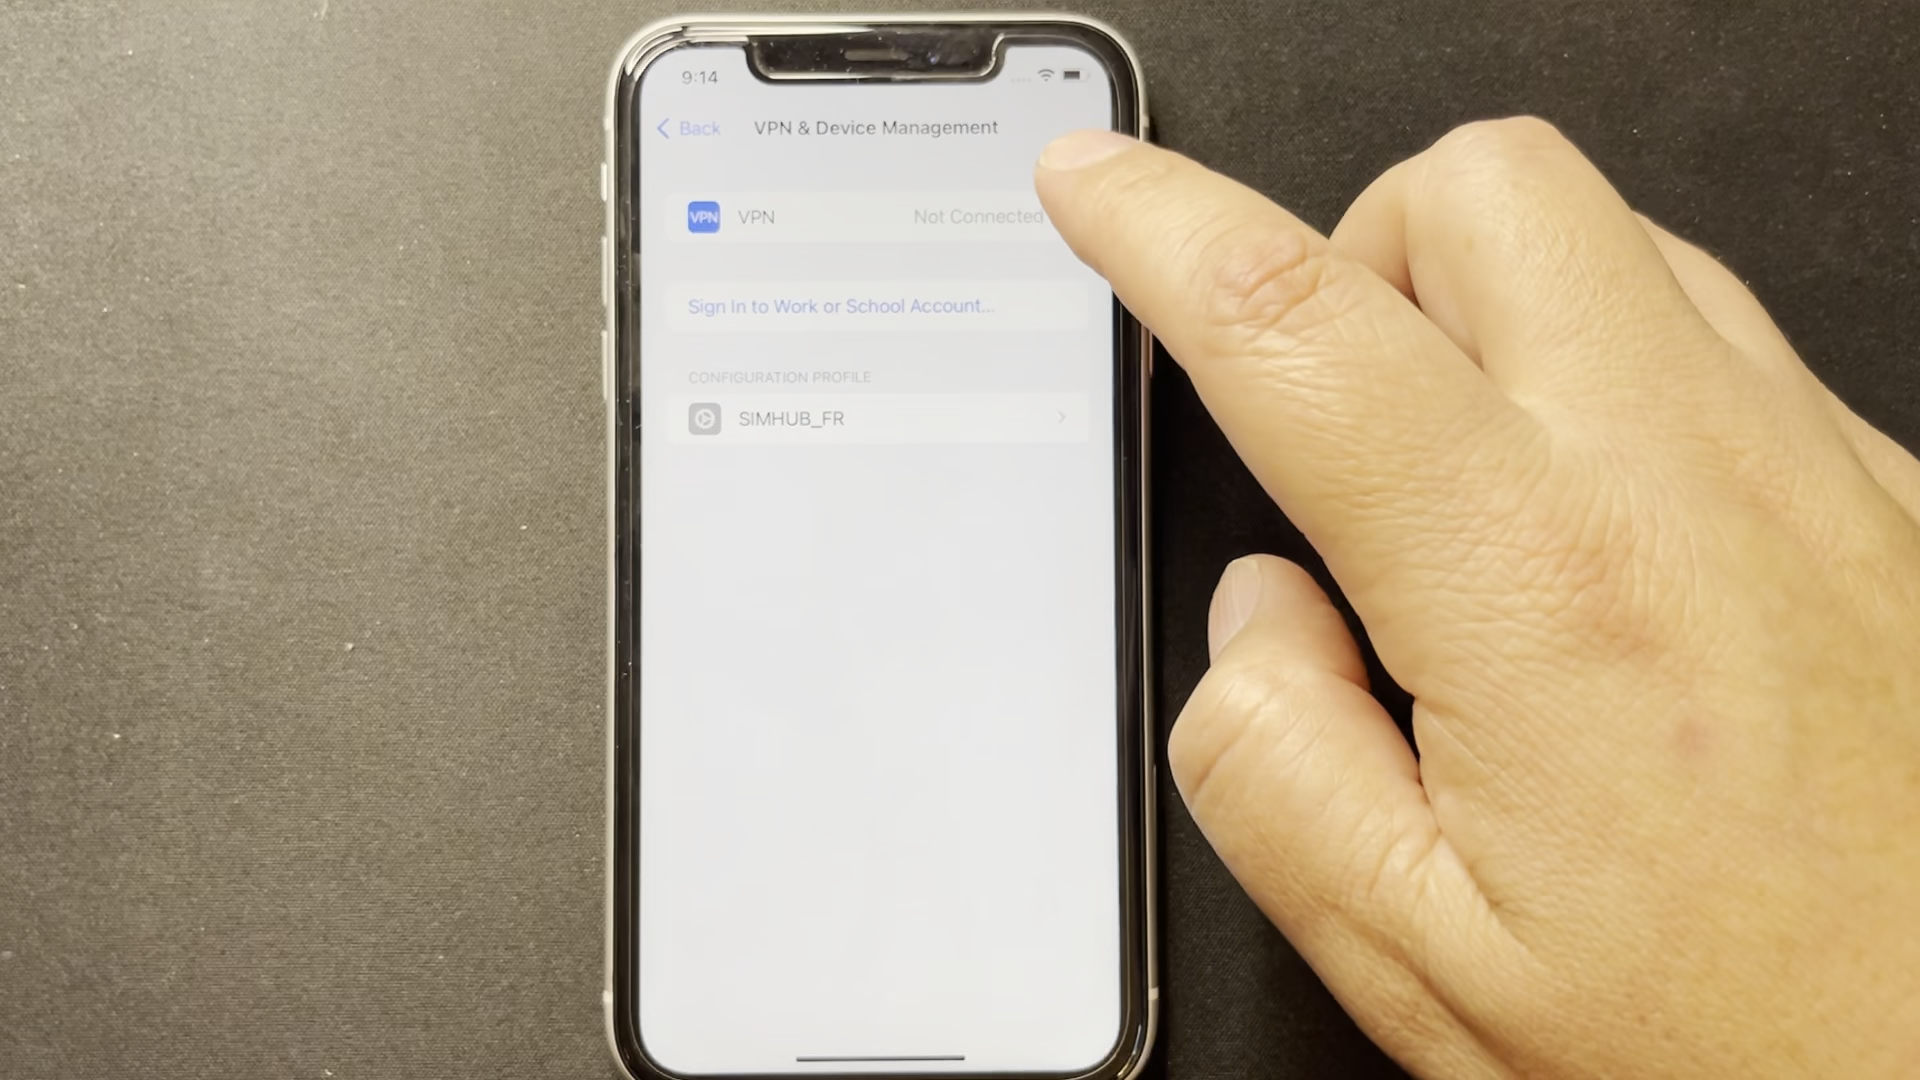 9:14
Back
VPN & Device Management
VPN
VPN
Not Connected
Sign In to Work or School Account...
CONFIGURATION PROFILE
SIMHUB_FR